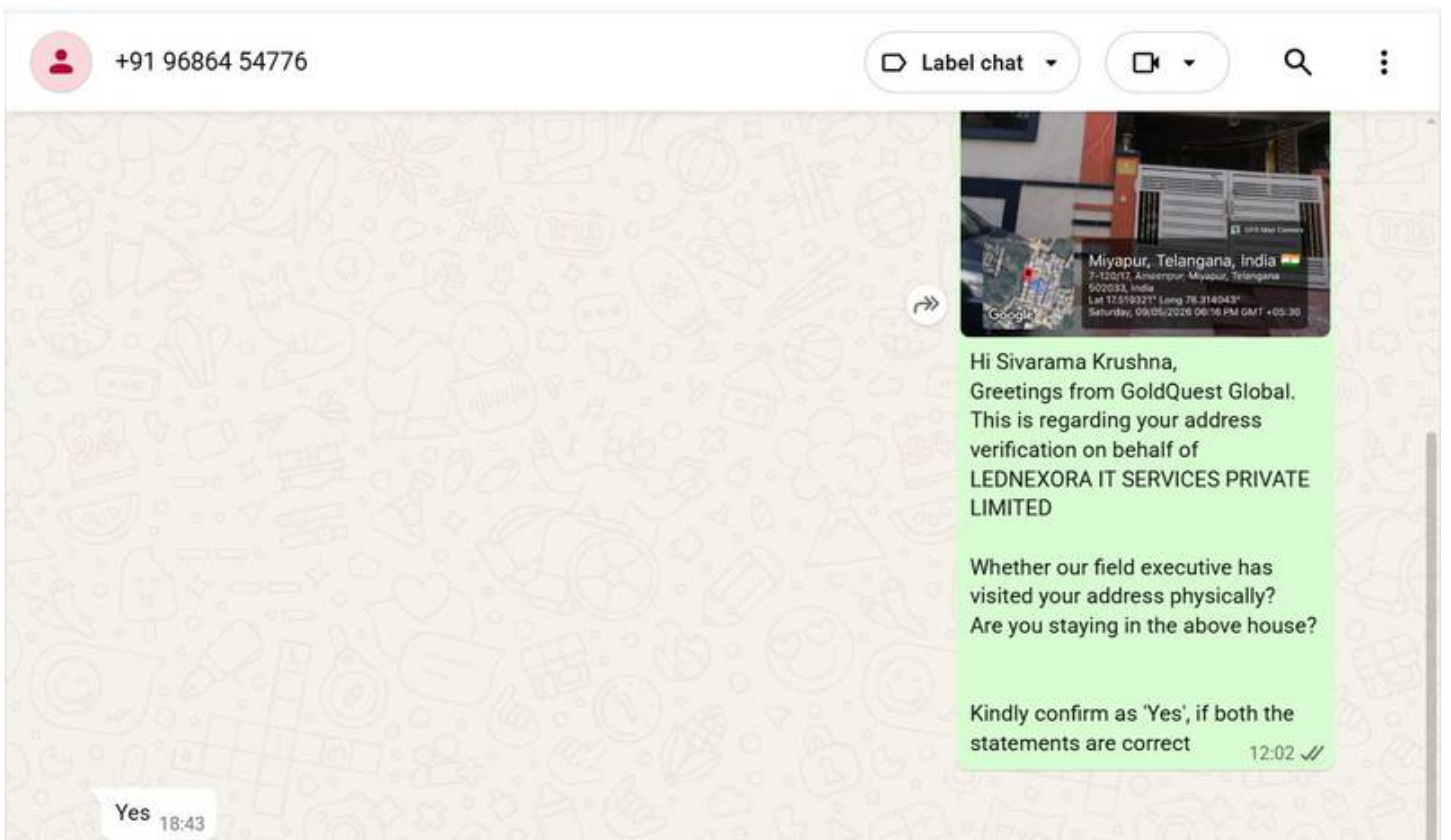 +91 96864 54776
Label chat
GPS Map Camera
Miyapur, Telangana, India
7-120/17, Ameenpur, Miyapur, Telangana
502033, India
Lat 17.519321° Long 78.314043°
Saturday, 09/05/2026 06:16 PM GMT +05:30
Google
Hi Sivarama Krushna,
Greetings from GoldQuest Global.
This is regarding your address
verification on behalf of
LEDNEXORA IT SERVICES PRIVATE
LIMITED
Whether our field executive has
visited your address physically?
Are you staying in the above house?
Kindly confirm as 'Yes', if both the
statements are correct
12:02
Yes 18:43